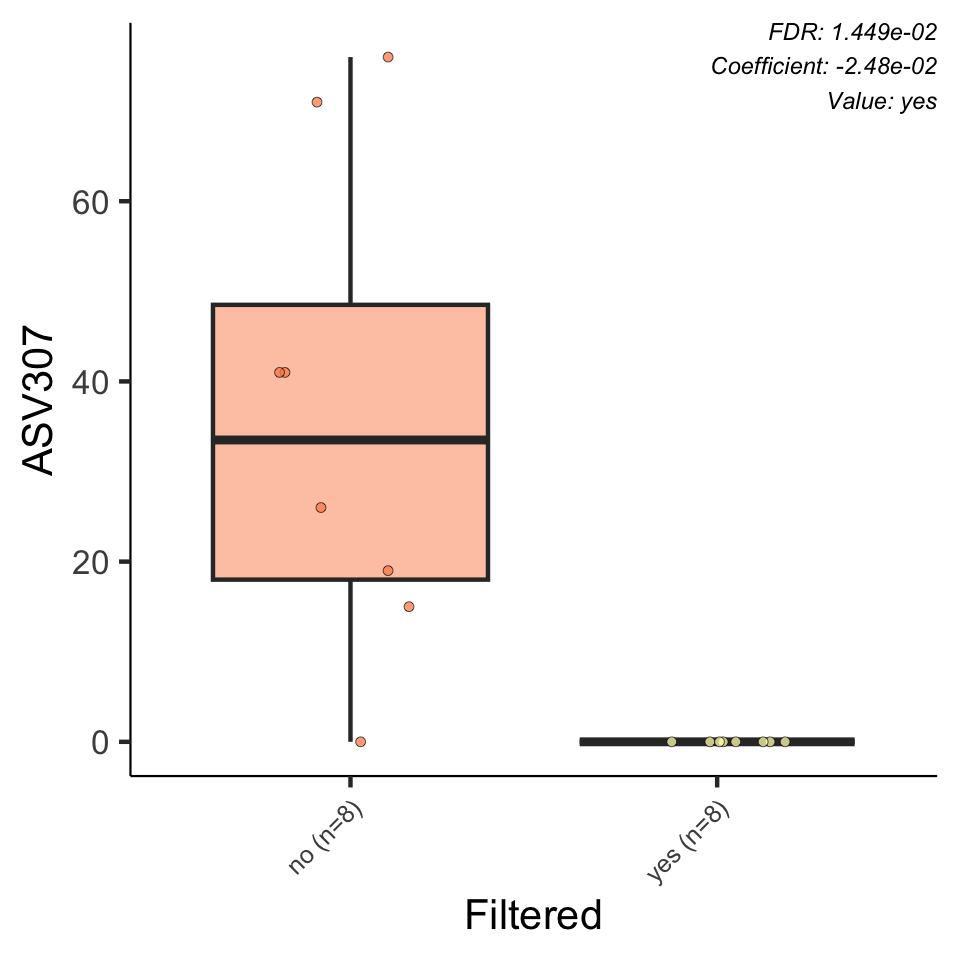 FDR: 1.449e-02
Coefficient: -2.48e-02
Value: yes
ASV307
60
40
20
0
no (n=8)
yes (n=8)
Filtered